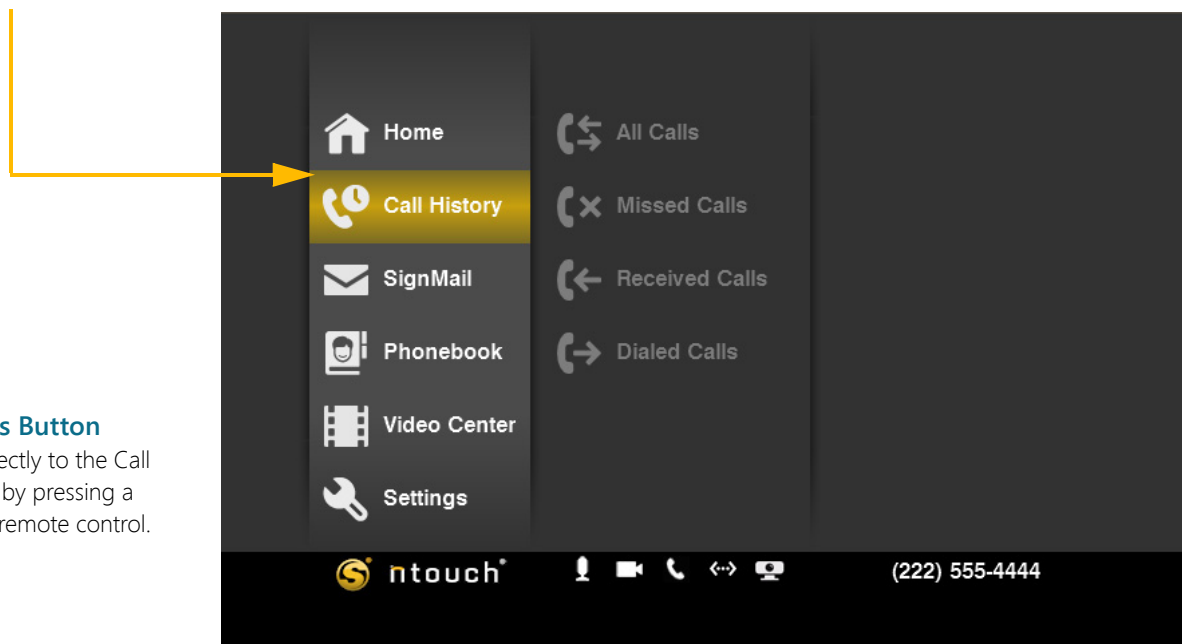 Home
Call History
SignMail
Phonebook
Video Center
Settings
All Calls
Missed Calls
Received Calls
Dialed Calls
s Button
ectly to the Call
by pressing a
remote control.
ntouch®
(222) 555-4444